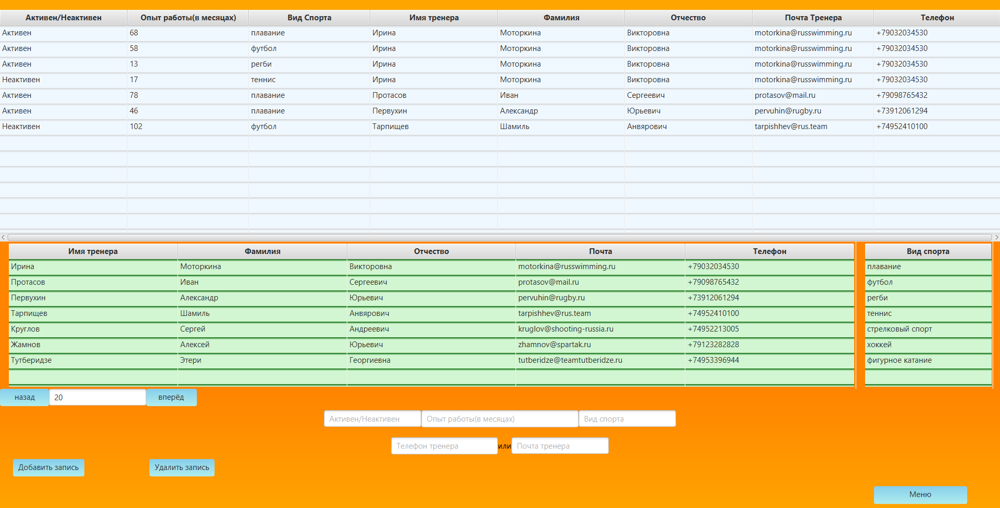 Активен/Неактивен Опыт работы(в месяцах) Вид Спорта Имя тренера Фамилия Отчество Почта Тренера Телефон
Активен 68 плавание Ирина Моторкина Викторовна motorkina@russwimming.ru +79032034530
Активен 58 футбол Ирина Моторкина Викторовна motorkina@russwimming.ru +79032034530
Активен 13 регби Ирина Моторкина Викторовна motorkina@russwimming.ru +79032034530
Неактивен 17 теннис Ирина Моторкина Викторовна motorkina@russwimming.ru +79032034530
Активен 78 плавание Протасов Иван Сергеевич protasov@mail.ru +79098765432
Активен 46 плавание Первухин Александр Юрьевич pervuhin@rugby.ru +73912061294
Неактивен 102 футбол Тарпищев Шамиль Анвярович tarpishhev@rus.team +74952410100
Имя тренера Фамилия Отчество Почта Телефон Вид спорта
Ирина Моторкина Викторовна motorkina@russwimming.ru +79032034530 плавание
Протасов Иван Сергеевич protasov@mail.ru +79098765432 футбол
Первухин Александр Юрьевич pervuhin@rugby.ru +73912061294 регби
Тарпищев Шамиль Анвярович tarpishhev@rus.team +74952410100 теннис
Круглов Сергей Андреевич kruglov@shooting-russia.ru +74952213005 стрелковый спорт
Жамнов Алексей Юрьевич zhamnov@spartak.ru +79123282828 хоккей
Тутберидзе Этери Георгиевна tutberidze@teamtutberidze.ru +74953396944 фигурное катание
назад 20 вперёд
Активен/Неактивен Опыт работы(в месяцах) Вид спорта
Телефон тренера или Почта тренера
Добавить запись Удалить запись
Меню